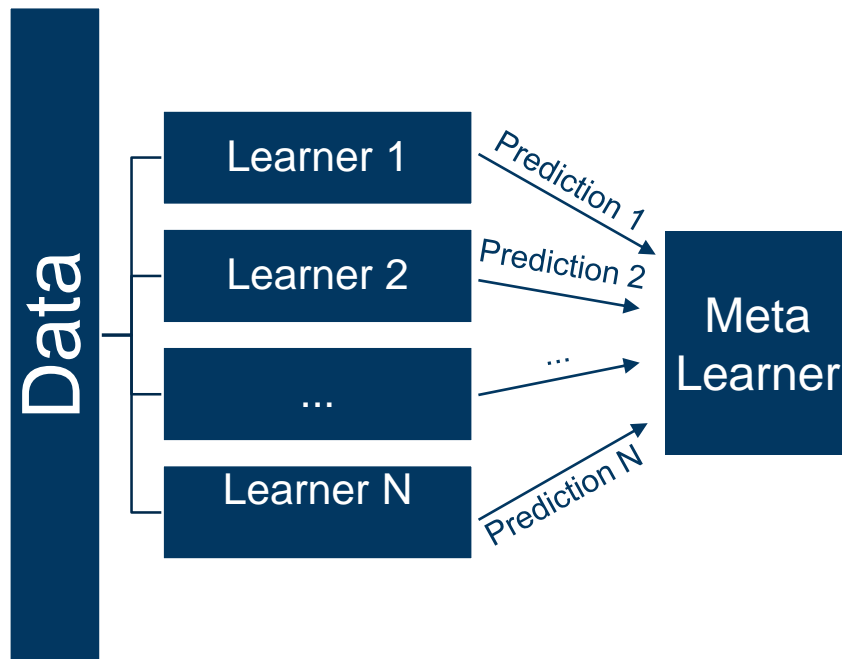 Data
Learner 1
Prediction 1
Learner 2
Prediction 2
...
...
Learner N
Prediction N
Meta
Learner